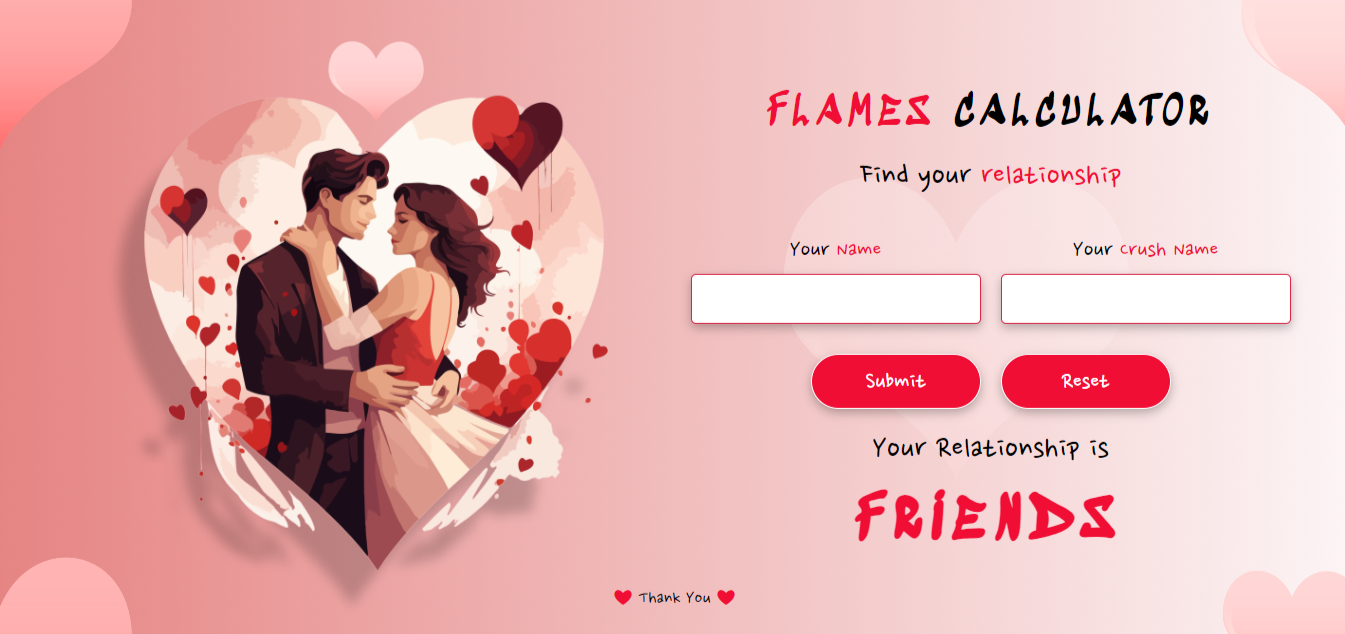 FLAMES CALCULATOR
Find your relationship
Your Name
Your Crush Name
Submit
Reset
Your Relationship is
FRIENDS
Thank You